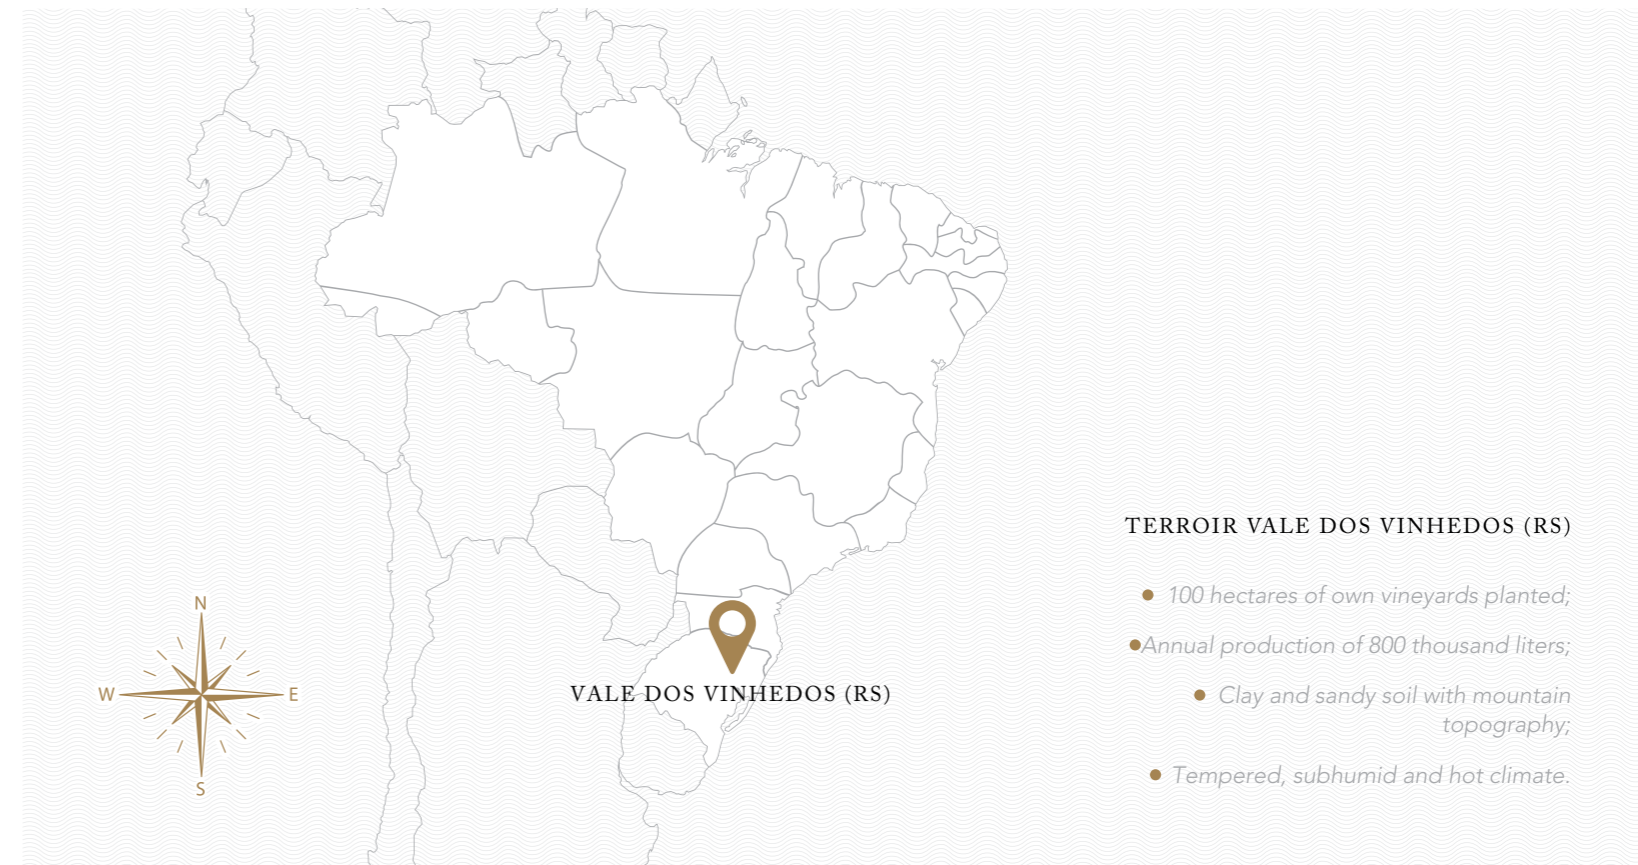 TERROIR VALE DOS VINHEDOS (RS)
100 hectares of own vineyards planted;
Annual production of 800 thousand liters;
Clay and sandy soil with mountain
topography;
Tempered, subhumid and hot climate.
N
W
E
S
VALE DOS VINHEDOS (RS)